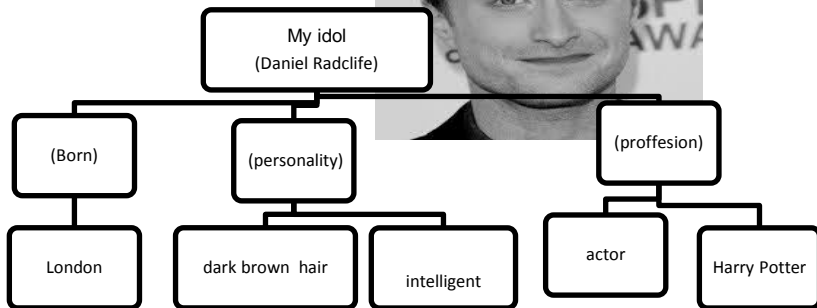 My idol
(Daniel Radclife)
(Born)
(personality)
(proffesion)
London
dark brown hair
intelligent
actor
Harry Potter